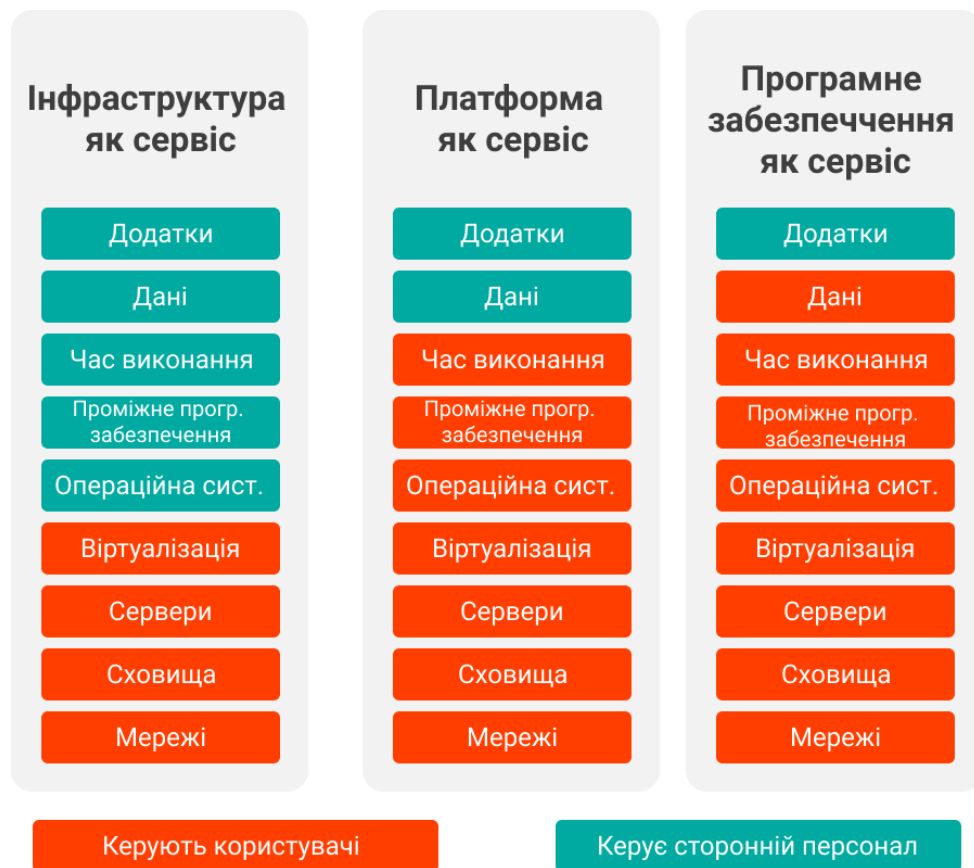 Інфраструктура
як сервіс
Додатки
Дані
Час виконання
Проміжне прогр.
забезпечення
Операційна сист.
Віртуалізація
Сервери
Сховища
Мережі
Платформа
як сервіс
Додатки
Дані
Час виконання
Проміжне прогр.
забезпечення
Операційна сист.
Віртуалізація
Сервери
Сховища
Мережі
Програмне
забезпеччення
як сервіс
Додатки
Дані
Час виконання
Проміжне прогр.
забезпечення
Операційна сист.
Віртуалізація
Сервери
Сховища
Мережі
Керують користувачі
Керує сторонній персонал